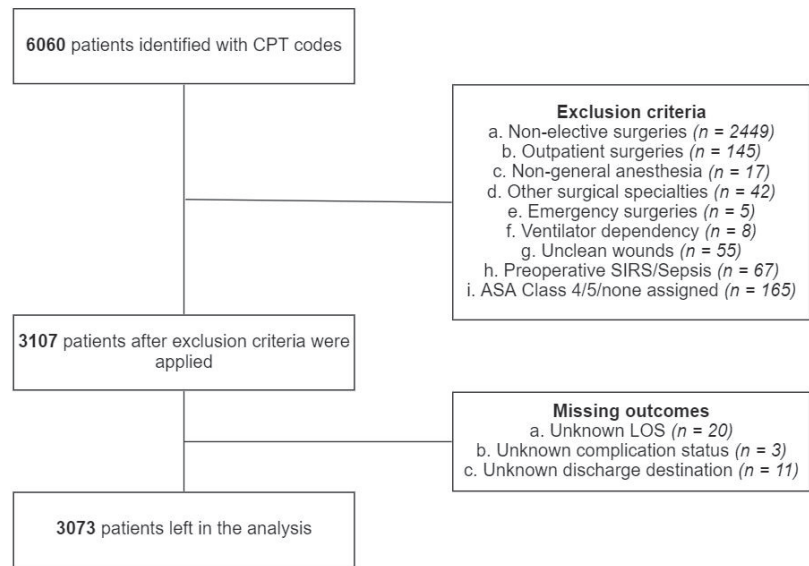 6060 patients identified with CPT codes
Exclusion criteria
a. Non-elective surgeries (n = 2449)
b. Outpatient surgeries (n = 145)
c. Non-general anesthesia (n = 17)
d. Other surgical specialties (n = 42)
e. Emergency surgeries (n = 5)
f. Ventilator dependency (n = 8)
g. Unclean wounds (n = 55)
h. Preoperative SIRS/Sepsis (n = 67)
i. ASA Class 4/5/none assigned (n = 165)
3107 patients after exclusion criteria were
applied
Missing outcomes
a. Unknown LOS (n = 20)
b. Unknown complication status (n = 3)
c. Unknown discharge destination (n = 11)
3073 patients left in the analysis